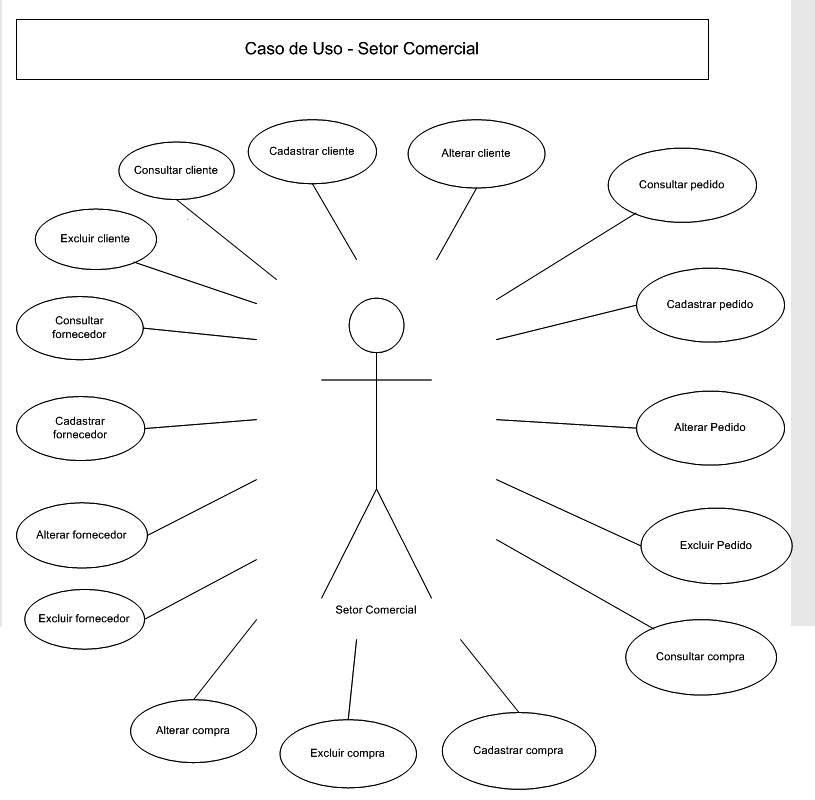 Caso de Uso - Setor Comercial
Cadastrar cliente
Alterar cliente
Consultar cliente
Consultar pedido
Excluir cliente
Cadastrar pedido
Consultar
fornecedor
Cadastrar
fornecedor
Alterar Pedido
Alterar fornecedor
Excluir Pedido
Excluir fornecedor
Setor Comercial
Consultar compra
Alterar compra
Excluir compra
Cadastrar compra